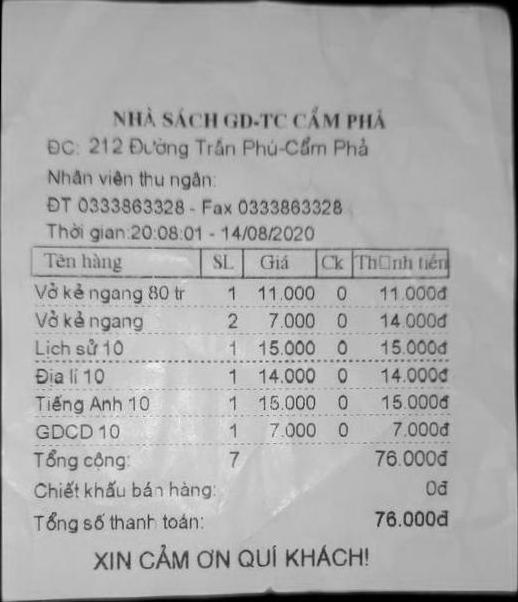 NHÀ SÁCH GD-TC CẨM PHẢ
ĐC: 212 Đường Trần Phú-Cẩm Phả
Nhân viên thu ngân:
ĐT 0333863328 - Fax 0333863328
Thời gian:20:08:01 - 14/08/2020
Tên hàng SL Giá Ck Th□nh tiền
Vở kẻ ngang 80 tr 1 11.000 0 11.000đ
Vở kẻ ngang 2 7.000 0 14.000đ
Lịch sử 10 1 15.000 0 15.000đ
Địa lí 10 1 14.000 0 14.000đ
Tiếng Anh 10 1 15.000 0 15.000đ
GDCD 10 1 7.000 0 7.000đ
Tổng cộng: 7 76.000đ
Chiết khấu bán hàng: 0đ
Tổng số thanh toán: 76.000đ
XIN CẢM ƠN QUÍ KHÁCH!